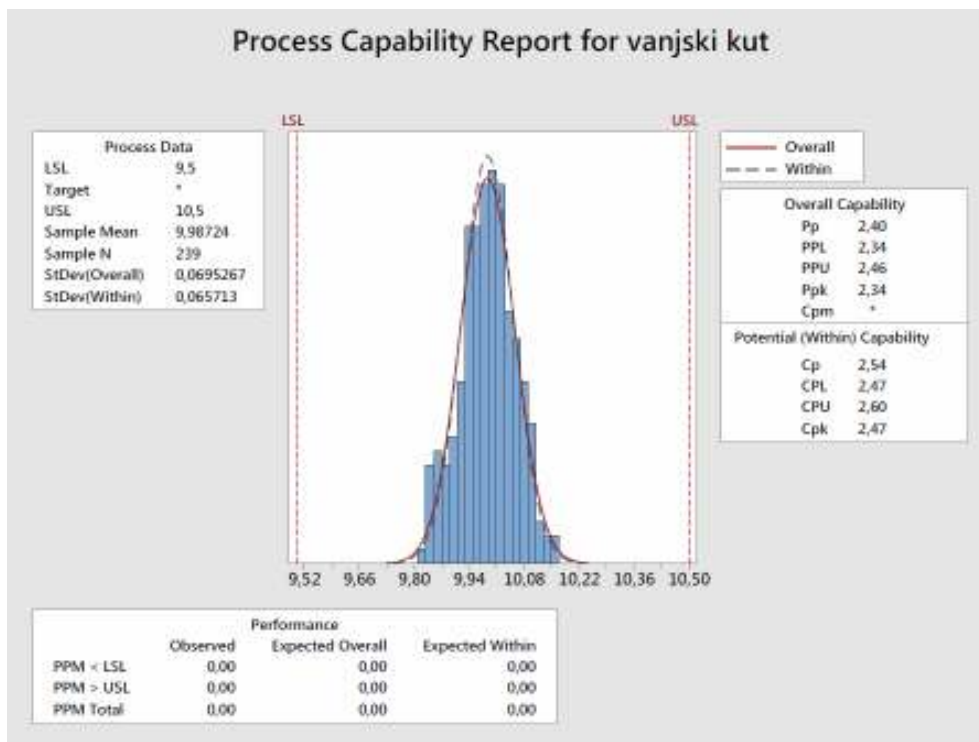 Process Capability Report for vanjski kut
LSL USL
Process Data
LSL 9,5
Target *
USL 10,5
Sample Mean 9,98724
Sample N 239
StDev(Overall) 0,0695267
StDev(Within) 0,065713
Overall
Within
Overall Capability
Pp 2,40
PPL 2,34
PPU 2,46
Ppk 2,34
Cpm *
Potential (Within) Capability
Cp 2,54
CPL 2,47
CPU 2,60
Cpk 2,47
9,52 9,66 9,80 9,94 10,08 10,22 10,36 10,50
Performance
Observed Expected Overall Expected Within
PPM < LSL 0,00 0,00 0,00
PPM > USL 0,00 0,00 0,00
PPM Total 0,00 0,00 0,00